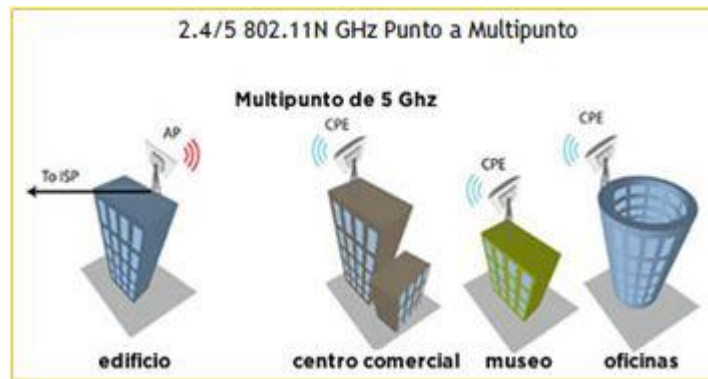 2.4/5 802.11N GHz Punto a Multipunto
Multipunto de 5 Ghz
AP
CPE
CPE
CPE
To ISP
edificio
centro comercial
museo
oficinas